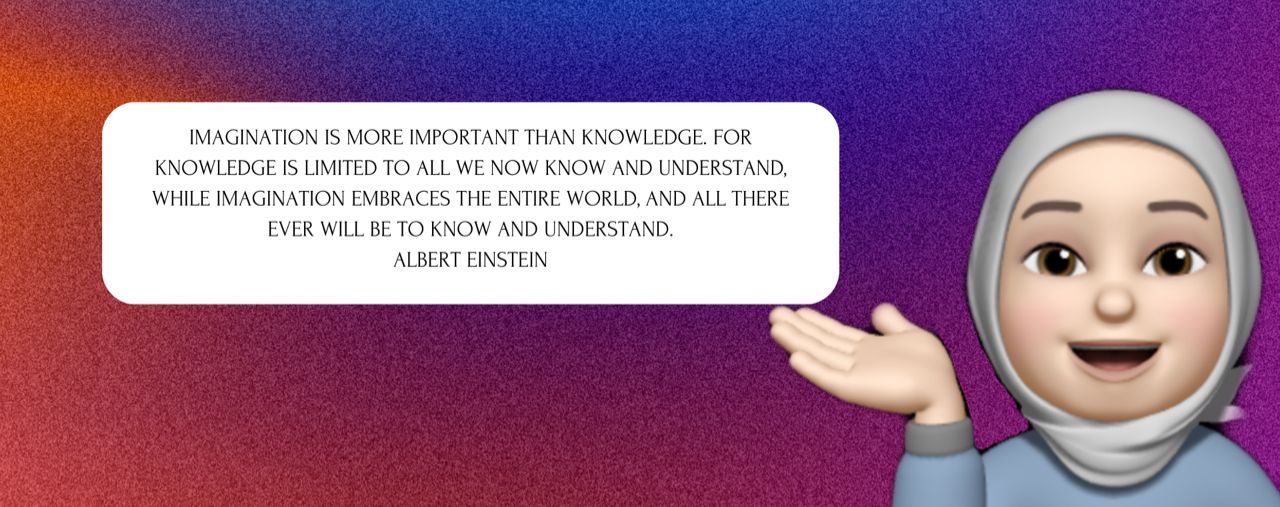 IMAGINATION IS MORE IMPORTANT THAN KNOWLEDGE. FOR
KNOWLEDGE IS LIMITED TO ALL WE NOW KNOW AND UNDERSTAND,
WHILE IMAGINATION EMBRACES THE ENTIRE WORLD, AND ALL THERE
EVER WILL BE TO KNOW AND UNDERSTAND.
ALBERT EINSTEIN